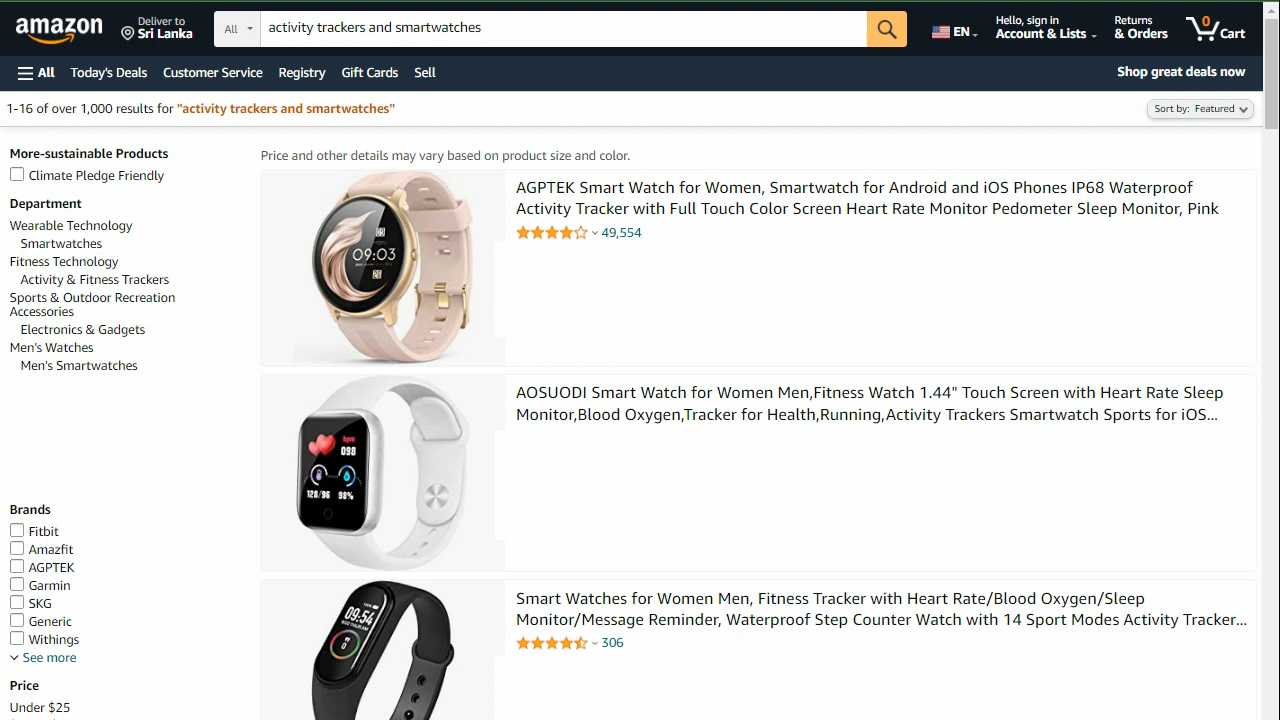 amazon
Deliver to
Sri Lanka
All
activity trackers and smartwatches
EN
Hello, sign in
Account & Lists
Returns
& Orders
0
Cart
All
Today's Deals
Customer Service
Registry
Gift Cards
Sell
Shop great deals now
1-16 of over 1,000 results for "activity trackers and smartwatches"
Sort by: Featured
More-sustainable Products
Climate Pledge Friendly
Department
Wearable Technology
Smartwatches
Fitness Technology
Activity & Fitness Trackers
Sports & Outdoor Recreation
Accessories
Electronics & Gadgets
Men's Watches
Men's Smartwatches
Brands
Fitbit
Amazfit
AGPTEK
Garmin
SKG
Generic
Withings
See more
Price
Under $25
Price and other details may vary based on product size and color.
09:03
AGPTEK Smart Watch for Women, Smartwatch for Android and iOS Phones IP68 Waterproof
Activity Tracker with Full Touch Color Screen Heart Rate Monitor Pedometer Sleep Monitor, Pink
49,554
bpm
098
128/96 98%
AOSUODI Smart Watch for Women Men,Fitness Watch 1.44" Touch Screen with Heart Rate Sleep
Monitor,Blood Oxygen,Tracker for Health,Running,Activity Trackers Smartwatch Sports for iOS...
09:54
Smart Watches for Women Men, Fitness Tracker with Heart Rate/Blood Oxygen/Sleep
Monitor/Message Reminder, Waterproof Step Counter Watch with 14 Sport Modes Activity Tracker...
306